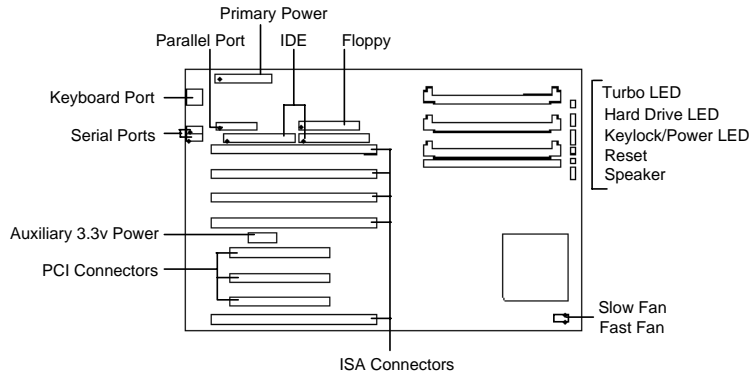 Primary Power
Parallel Port IDE Floppy
Keyboard Port
Serial Ports
Turbo LED
Hard Drive LED
Keylock/Power LED
Reset
Speaker
Auxiliary 3.3v Power
PCI Connectors
Slow Fan
Fast Fan
ISA Connectors